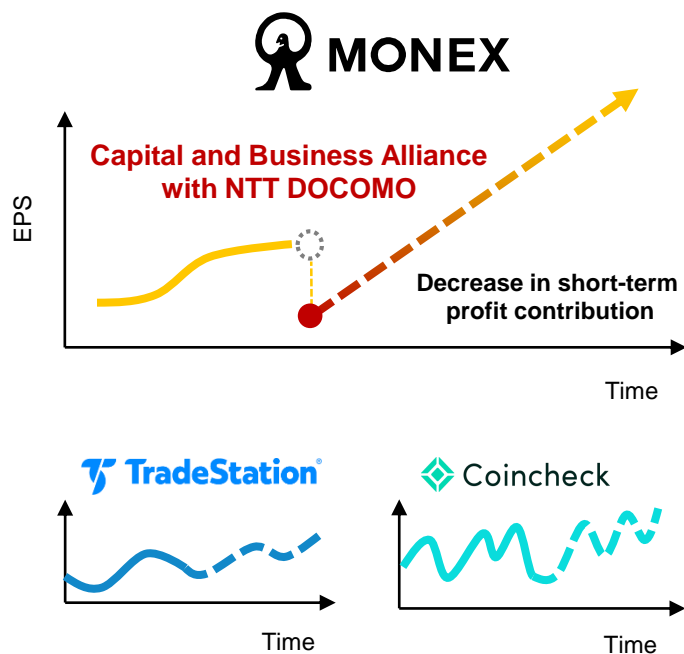 MONEX
Capital and Business Alliance
with NTT DOCOMO
EPS
Decrease in short-term
profit contribution
Time
TradeStation®
Coincheck
Time
Time